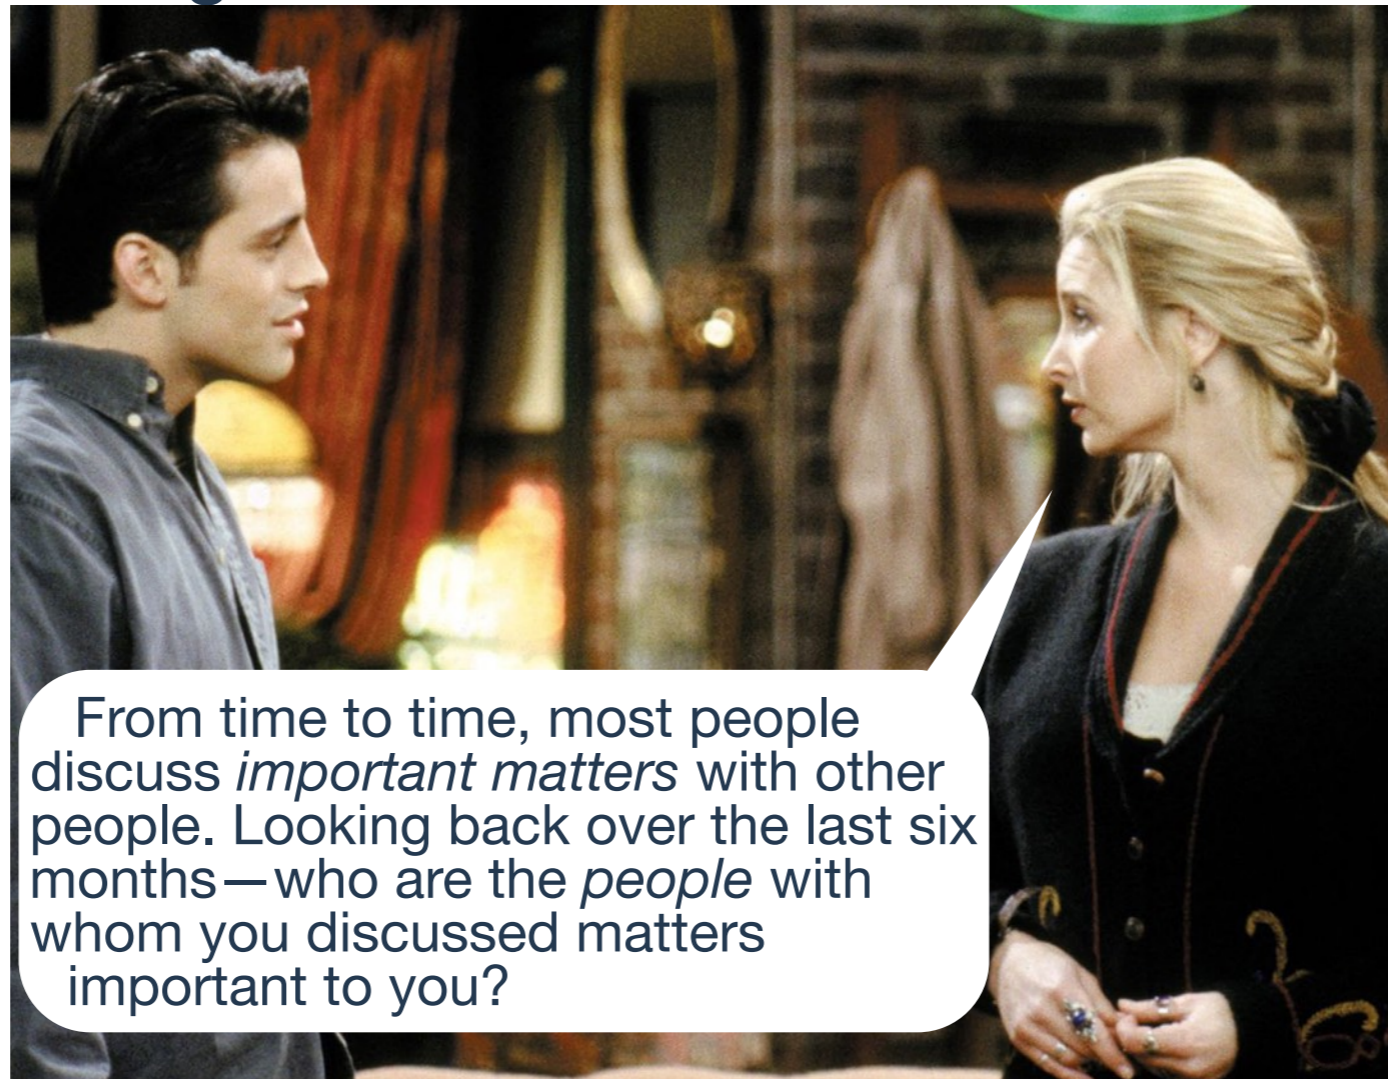 From time to time, most people
discuss important matters with other
people. Looking back over the last six
months—who are the people with
whom you discussed matters
important to you?